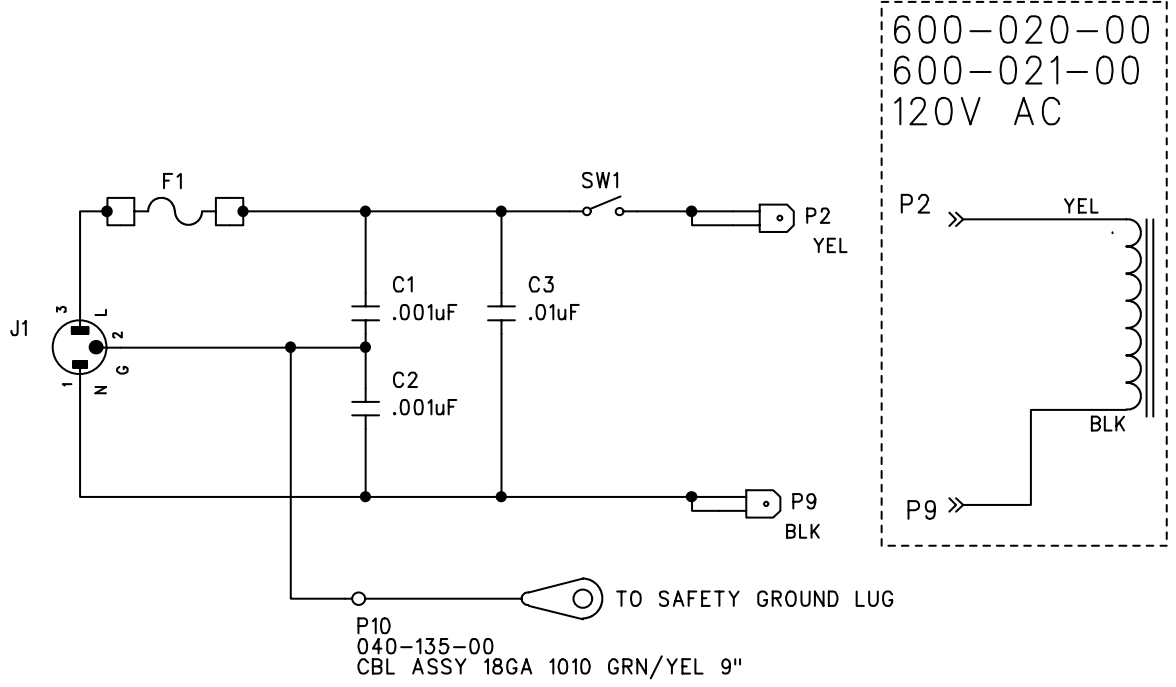 600-020-00
600-021-00
120V AC
F1
SW1
P2
YEL
P2
YEL
C1
.001uF
C3
.01uF
J1
3
L
2
G
1
N
C2
.001uF
BLK
P9
BLK
P9
TO SAFETY GROUND LUG
P10
040-135-00
CBL ASSY 18GA 1010 GRN/YEL 9"